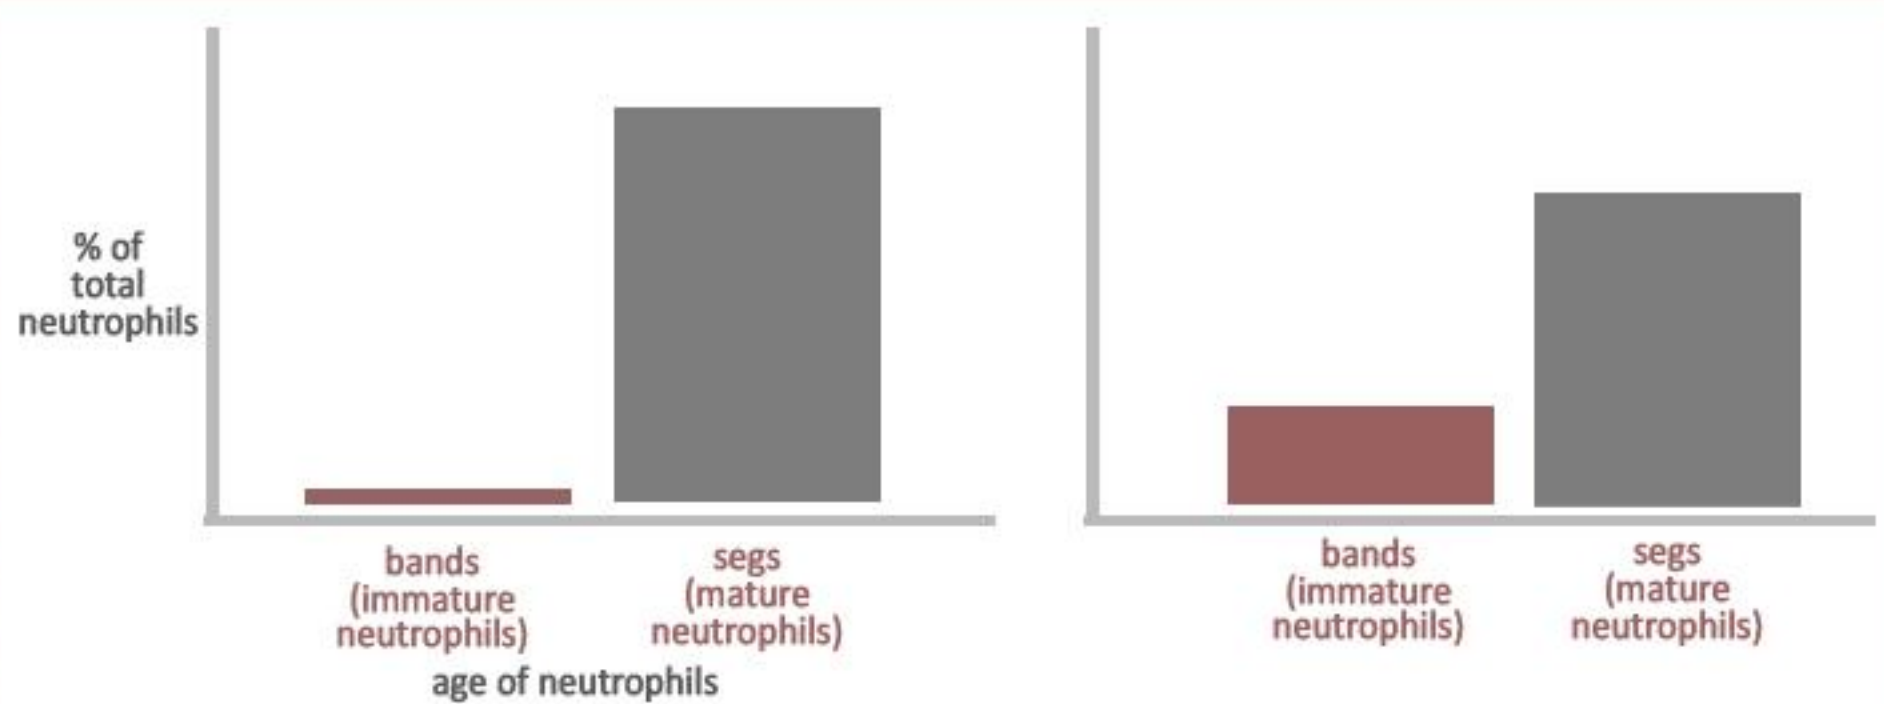 % of
total
neutrophils
bands
(immature
neutrophils)
segs
(mature
neutrophils)
age of neutrophils
bands
(immature
neutrophils)
segs
(mature
neutrophils)